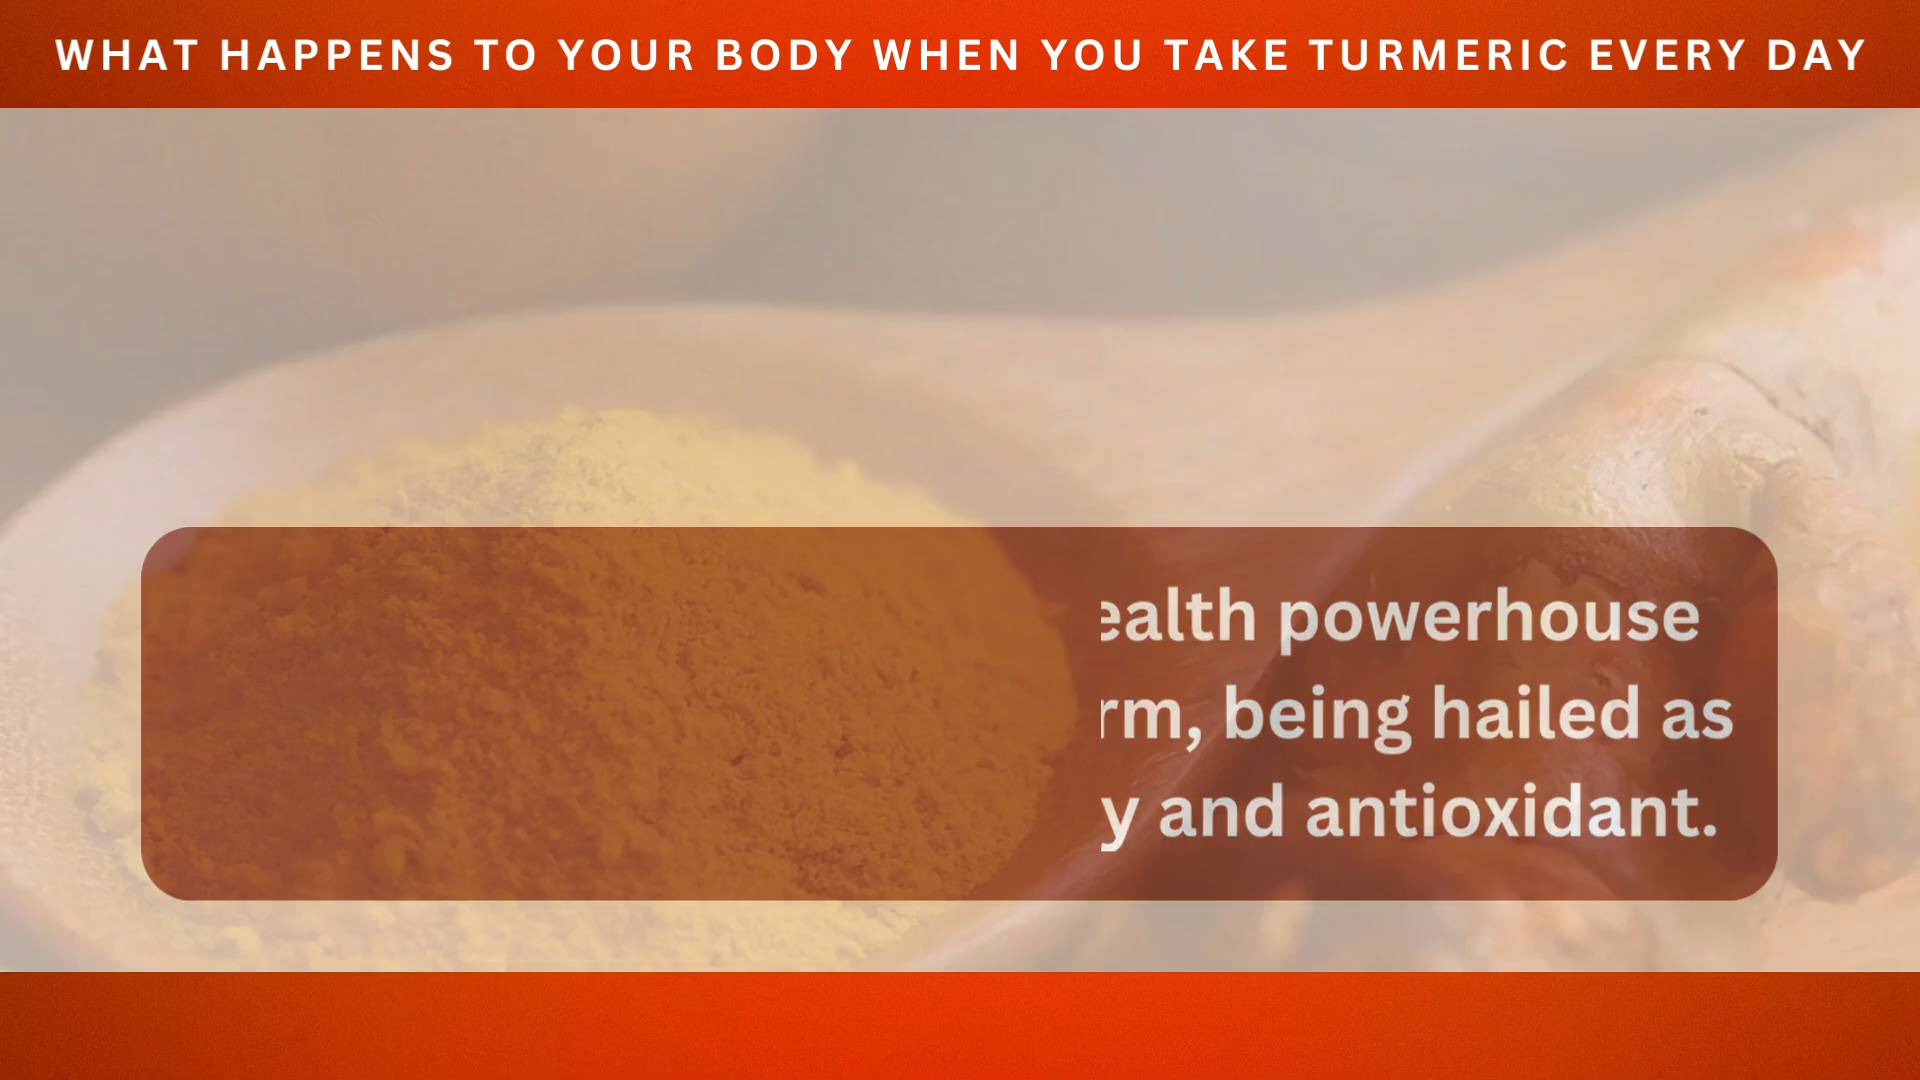 WHAT HAPPENS TO YOUR BODY WHEN YOU TAKE TURMERIC EVERY DAY
ealth powerhouse
rm, being hailed as
y and antioxidant.